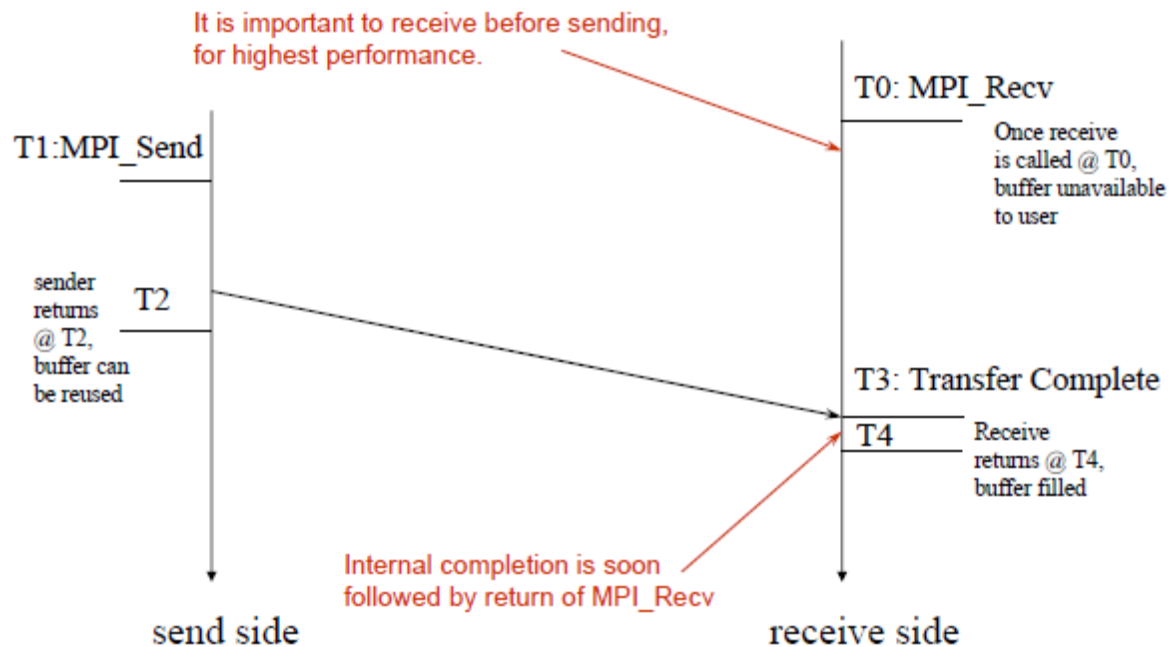 It is important to receive before sending,
for highest performance.
T0: MPI_Recv
Once receive
is called @ T0,
buffer unavailable
to user
T1:MPI_Send
sender
returns
@ T2,
buffer can
be reused
T2
T3: Transfer Complete
T4
Receive
returns @ T4,
buffer filled
Internal completion is soon
followed by return of MPI_Recv
send side
receive side